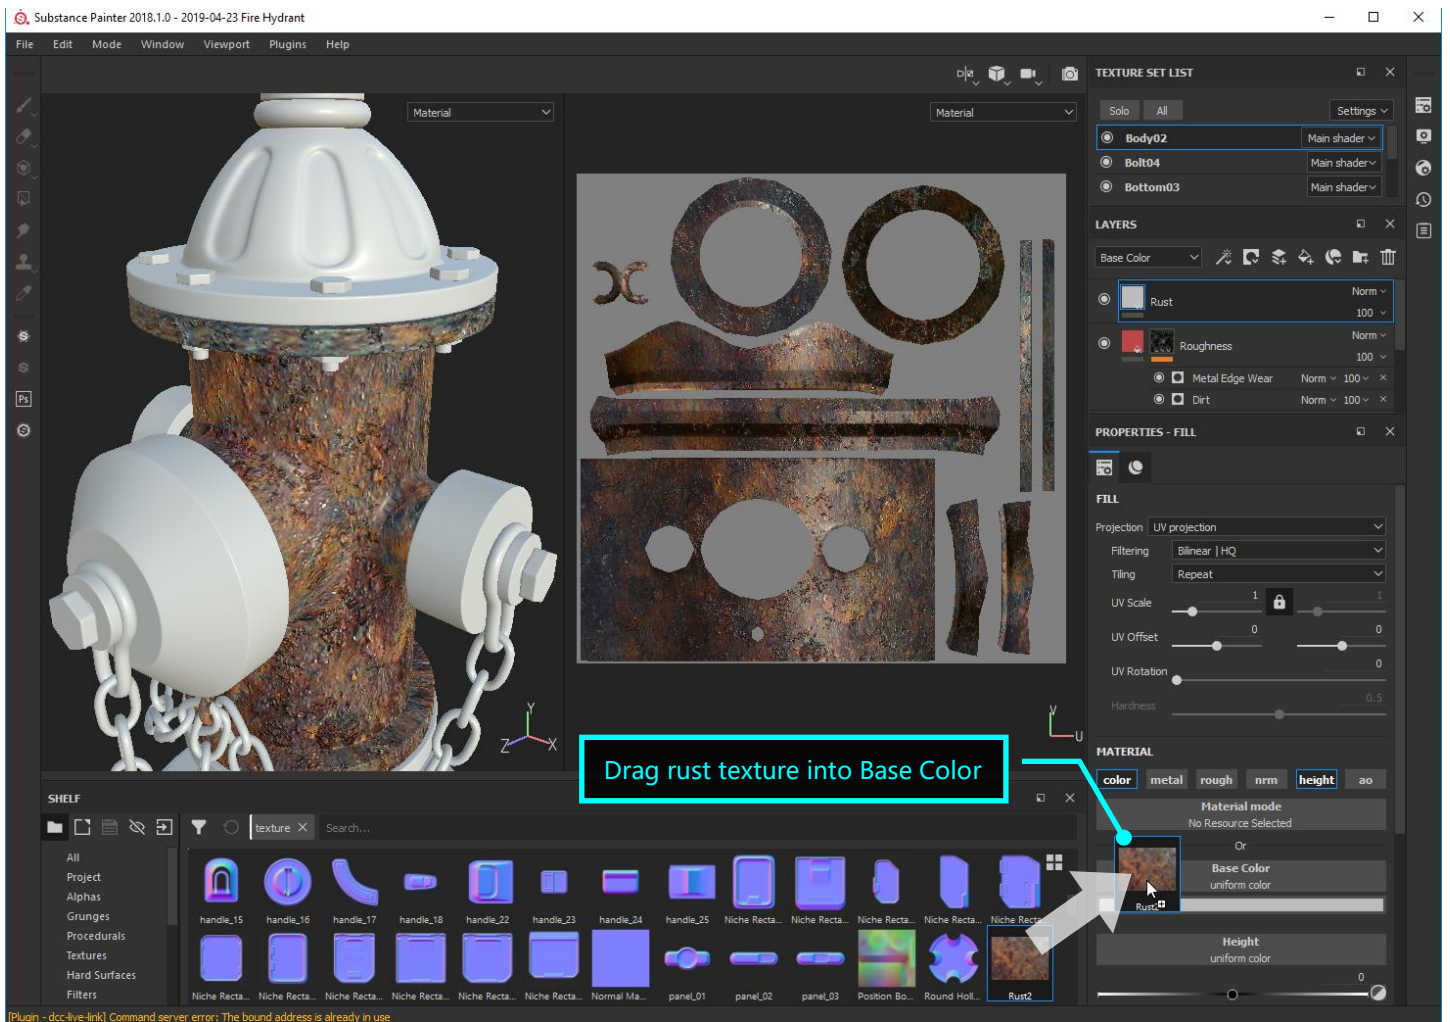 Substance Painter 2018.1.0 - 2019-04-23 Fire Hydrant
File Edit Mode Window Viewport Plugins Help
Material
Material
TEXTURE SET LIST
Solo All Settings
Body02 Main shader
Bolt04 Main shader
Bottom03 Main shader
LAYERS
Base Color
Rust Norm
100
Roughness Norm
100
Metal Edge Wear Norm 100
Dirt Norm 100
PROPERTIES - FILL
FILL
Projection UV projection
Filtering Bilinear | HQ
Tiling Repeat
UV Scale 1 1
UV Offset 0 0
UV Rotation 0
Hardness 0.5
MATERIAL
color metal rough nrm height ao
Material mode
No Resource Selected
Or
Base Color
uniform color
Rust2
Height
uniform color
0
Y
Z X
V
U
Ps
Drag rust texture into Base Color
SHELF
texture Search...
All
Project
Alphas
Grunges
Procedurals
Textures
Hard Surfaces
Filters
handle_15 handle_16 handle_17 handle_18 handle_22 handle_23 handle_24 handle_25 Niche Recta... Niche Recta... Niche Recta... Niche Recta... Niche Recta...
Niche Recta... Niche Recta... Niche Recta... Niche Recta... Niche Recta... Niche Recta... Normal Ma... panel_01 panel_02 panel_03 Position Bo... Round Holl... Rust2
[Plugin - dcc-live-link] Command server error: The bound address is already in use